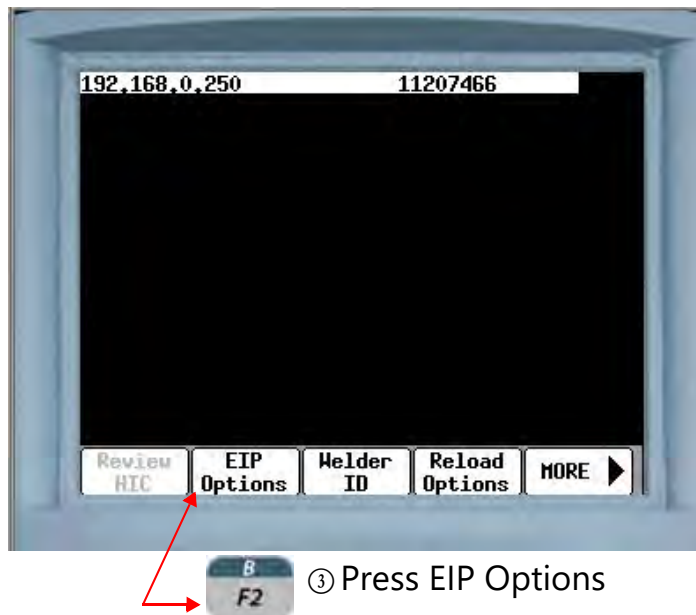 192,168,0,250 11207466
Review EIP Welder Reload MORE
HIC Options ID Options
B
F2
③ Press EIP Options